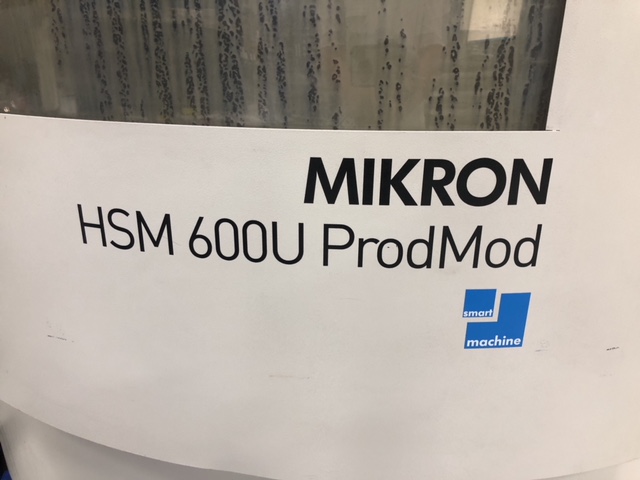 MIKRON
HSM 600U ProdMod
smart
machine